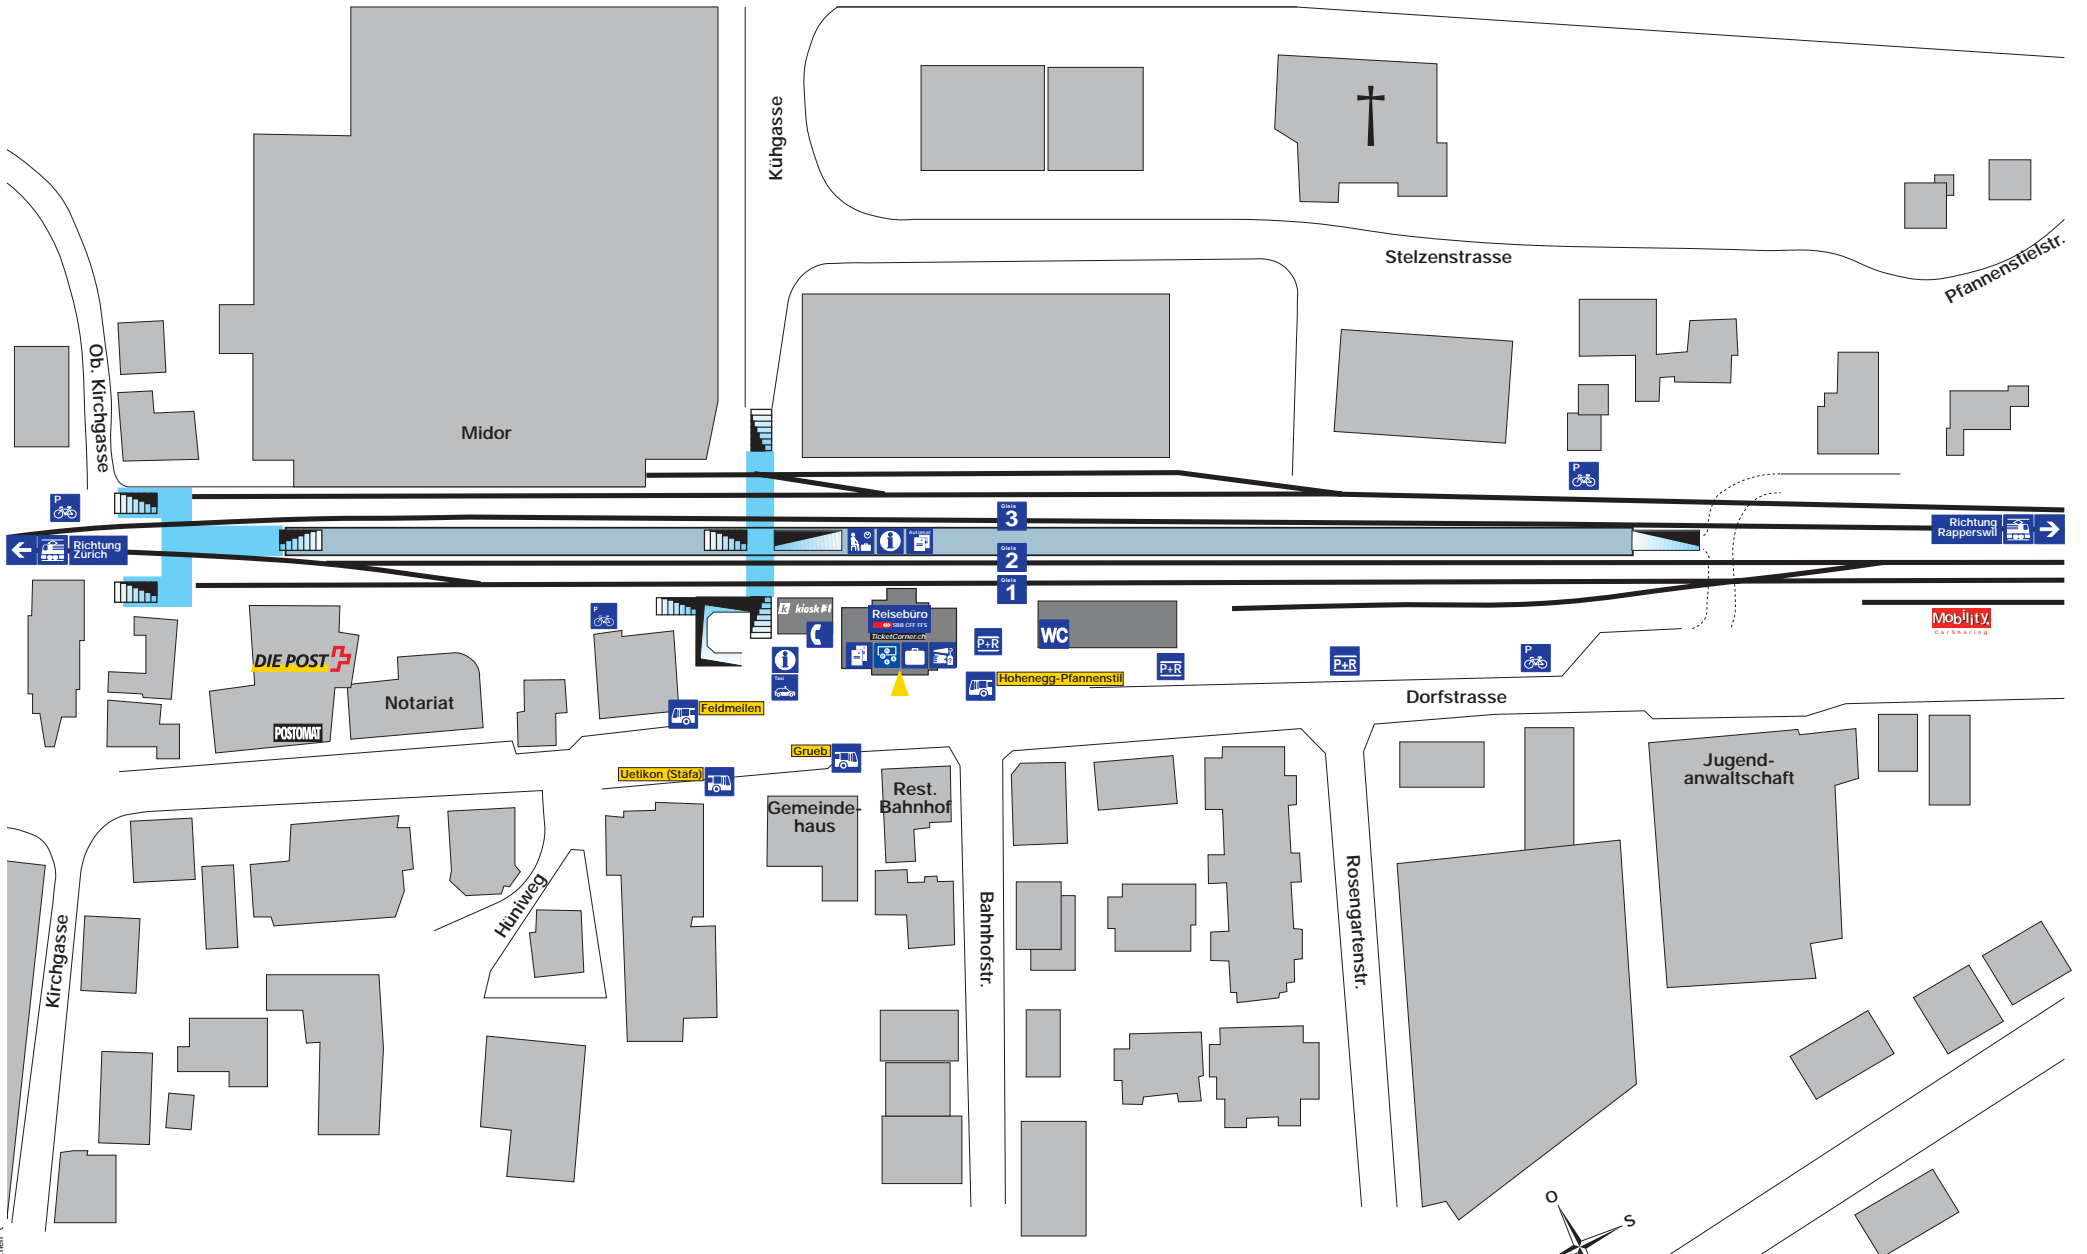 Kühgasse
Stelzenstrasse
Pfannenstielstr.
Ob. Kirchgasse
Midor
P
P
Gleis
3
Richtung
Zürich
Automat
Richtung
Rapperswil
Gleis
2
Gleis
1
P
k kiosk
Reisebüro
SBB CFF FFS
TicketCorner.ch
WC
P+R
P+R
P+R
P
Mobility
CarSharing
DIE POST
Notariat
POSTOMAT
Taxi
Hohenegg-Pfannenstil
Dorfstrasse
Feldmeilen
Grueb
Uetikon (Stäfa)
Gemeinde-
haus
Rest.
Bahnhof
Jugend-
anwaltschaft
Hüniweg
Kirchgasse
Bahnhofstr.
Rosengartenstr.
O
S